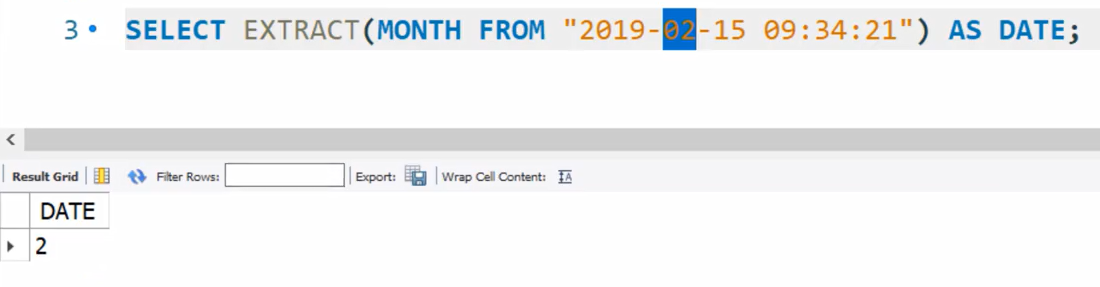 3 SELECT EXTRACT(MONTH FROM "2019-02-15 09:34:21") AS DATE;
Result Grid Filter Rows: Export: Wrap Cell Content: IA
DATE
2